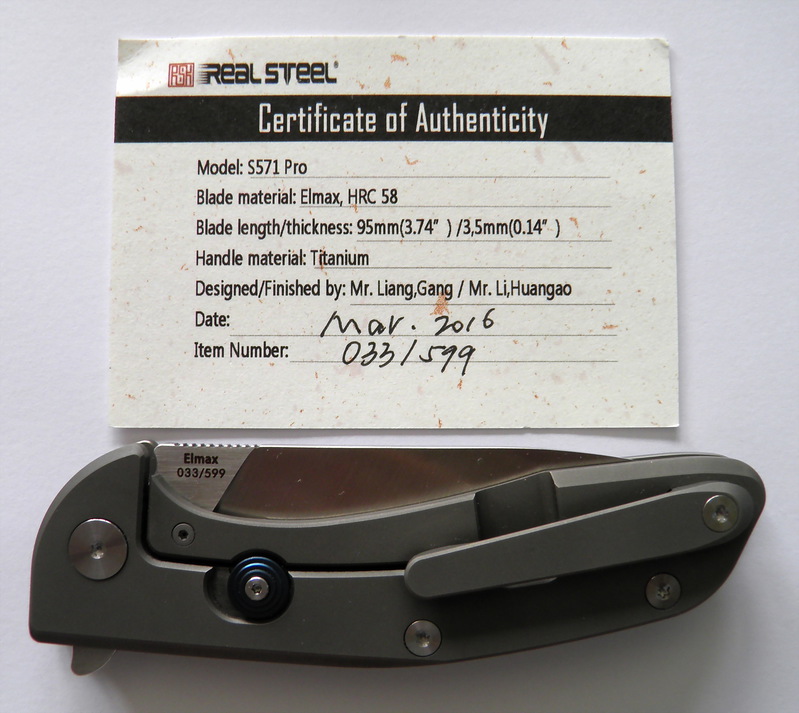 RSK REAL STEEL®
Certificate of Authenticity
Model: S571 Pro
Blade material: Elmax, HRC 58
Blade length/thickness: 95mm(3.74" ) /3,5mm(0.14" )
Handle material: Titanium
Designed/Finished by: Mr. Liang,Gang / Mr. Li,Huangao
Date: Mar. 2016
Item Number: 033/599
Elmax
033/599